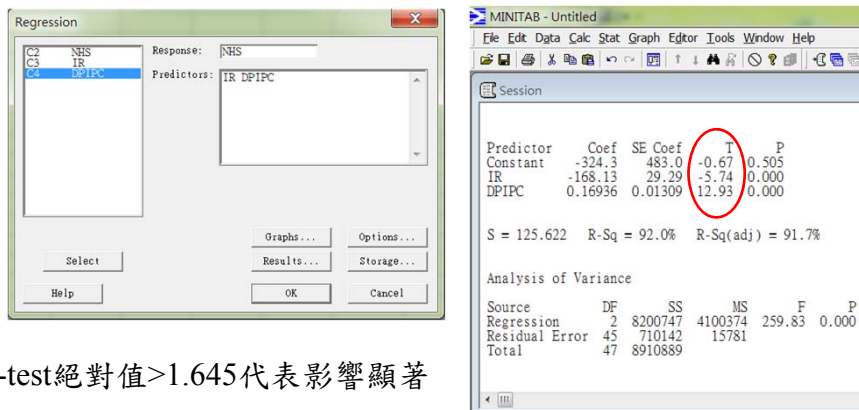 Regression
C2 NHS
C3 IR
C4 DPIPC
Response: NHS
Predictors: IR DPIPC
Graphs... Options...
Select Results... Storage...
Help OK Cancel
-test絕對值>1.645代表影響顯著
MINITAB - Untitled
File Edit Data Calc Stat Graph Editor Tools Window Help
Session
Predictor Coef SE Coef T P
Constant -324.3 483.0 -0.67 0.505
IR -168.13 29.29 -5.74 0.000
DPIPC 0.16936 0.01309 12.93 0.000
S = 125.622 R-Sq = 92.0% R-Sq(adj) = 91.7%
Analysis of Variance
Source DF SS MS F P
Regression 2 8200747 4100374 259.83 0.000
Residual Error 45 710142 15781
Total 47 8910889